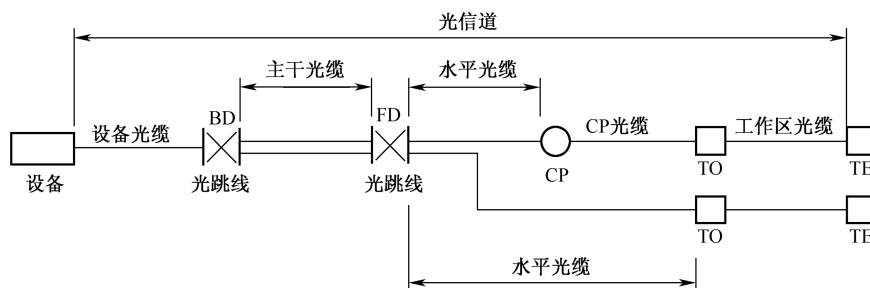 光信道
主干光缆
水平光缆
BD
FD
设备光缆
CP光缆
工作区光缆
设备
光跳线
光跳线
CP
TO
TE
TO
TE
水平光缆